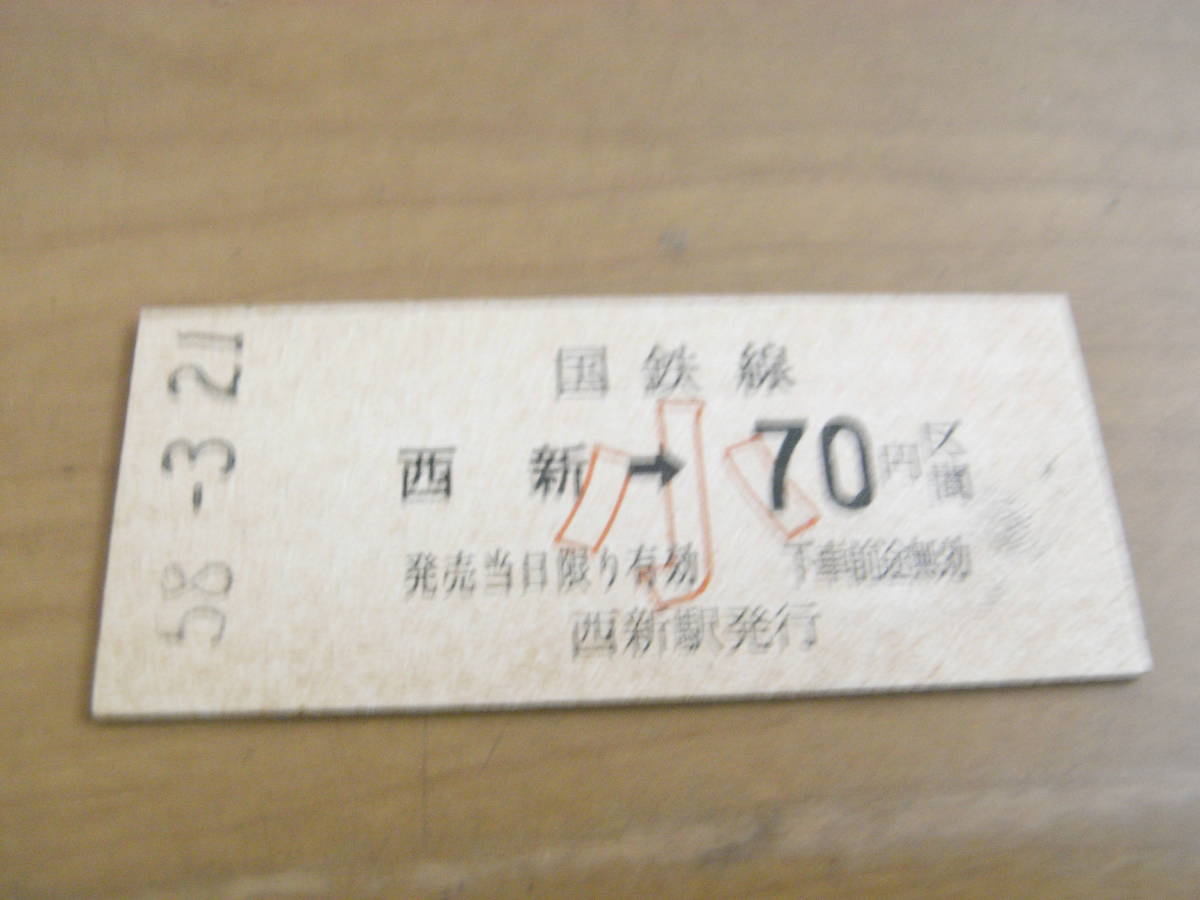 58.-3.21
国鉄線
西新→70円区間
小
発売当日限り有効 下車前途無効
西新駅発行